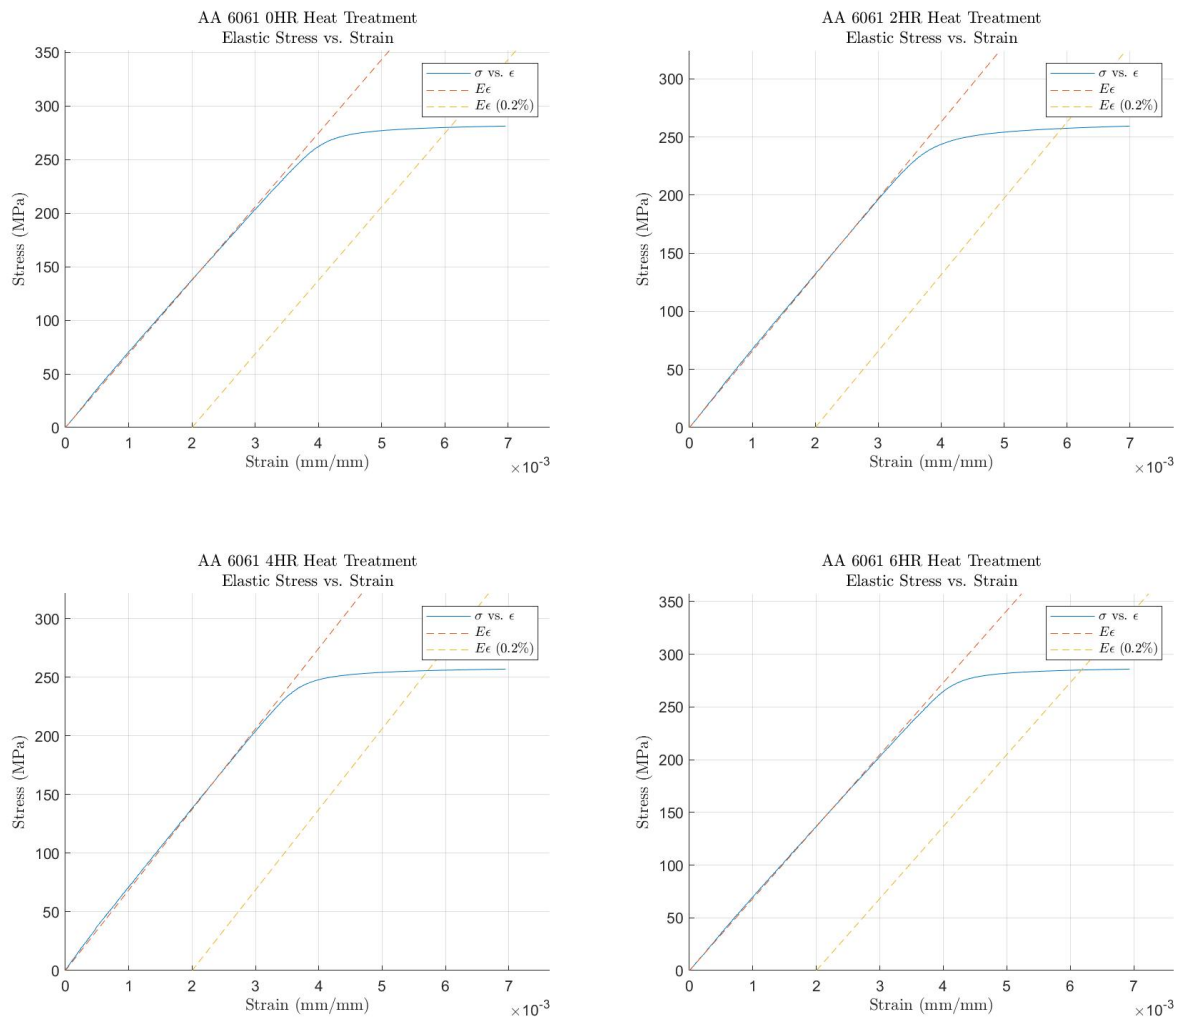 AA 6061 0HR Heat Treatment
Elastic Stress vs. Strain
350
300
250
200
150
100
50
0
Stress (MPa)
σ vs. ϵ
Eϵ
Eϵ (0.2%)
0 1 2 3 4 5 6 7
Strain (mm/mm)
×10-3
AA 6061 2HR Heat Treatment
Elastic Stress vs. Strain
300
250
200
150
100
50
0
Stress (MPa)
σ vs. ϵ
Eϵ
Eϵ (0.2%)
0 1 2 3 4 5 6 7
Strain (mm/mm)
×10-3
AA 6061 4HR Heat Treatment
Elastic Stress vs. Strain
300
250
200
150
100
50
0
Stress (MPa)
σ vs. ϵ
Eϵ
Eϵ (0.2%)
0 1 2 3 4 5 6 7
Strain (mm/mm)
×10-3
AA 6061 6HR Heat Treatment
Elastic Stress vs. Strain
350
300
250
200
150
100
50
0
Stress (MPa)
σ vs. ϵ
Eϵ
Eϵ (0.2%)
0 1 2 3 4 5 6 7
Strain (mm/mm)
×10-3